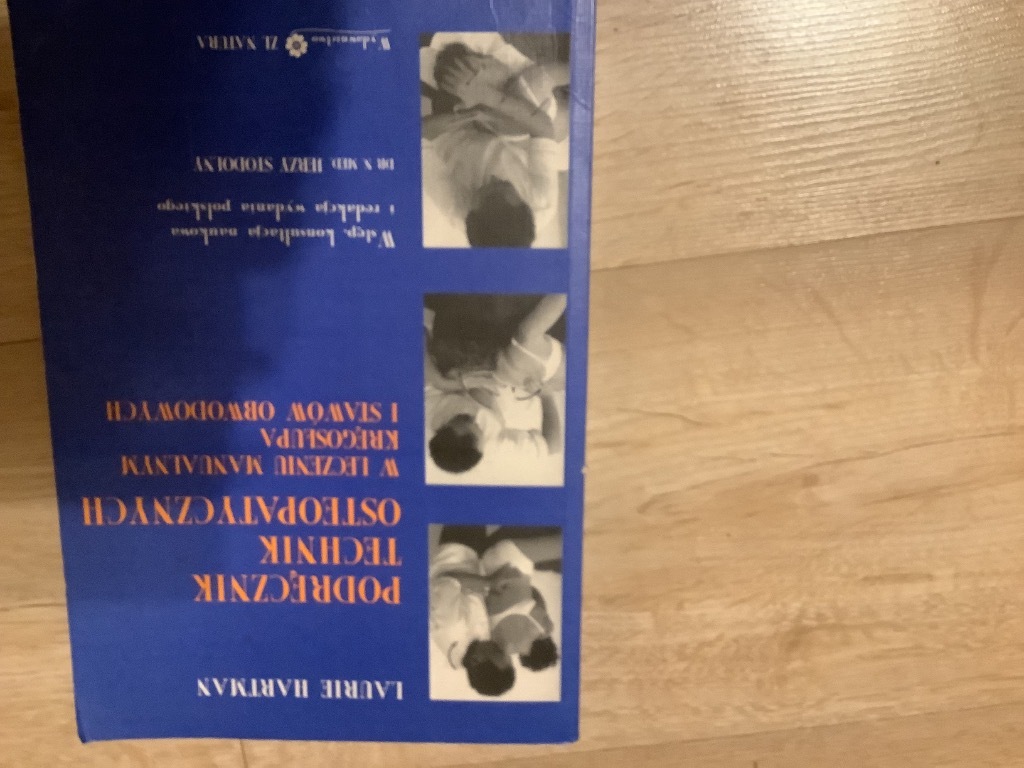 LAURIE HARTMAN
PODRĘCZNIK
TECHNIK
OSTEOPATYCZNYCH
W LECZENIU MANUALNYM
KRĘGOSŁUPA
I STAWÓW OBWODOWYCH
Wstęp, konsultacja naukowa
i redakcja wydania polskiego
DR N. MED. JERZY STODOLNY
Wydawnictwo ZL NATURA